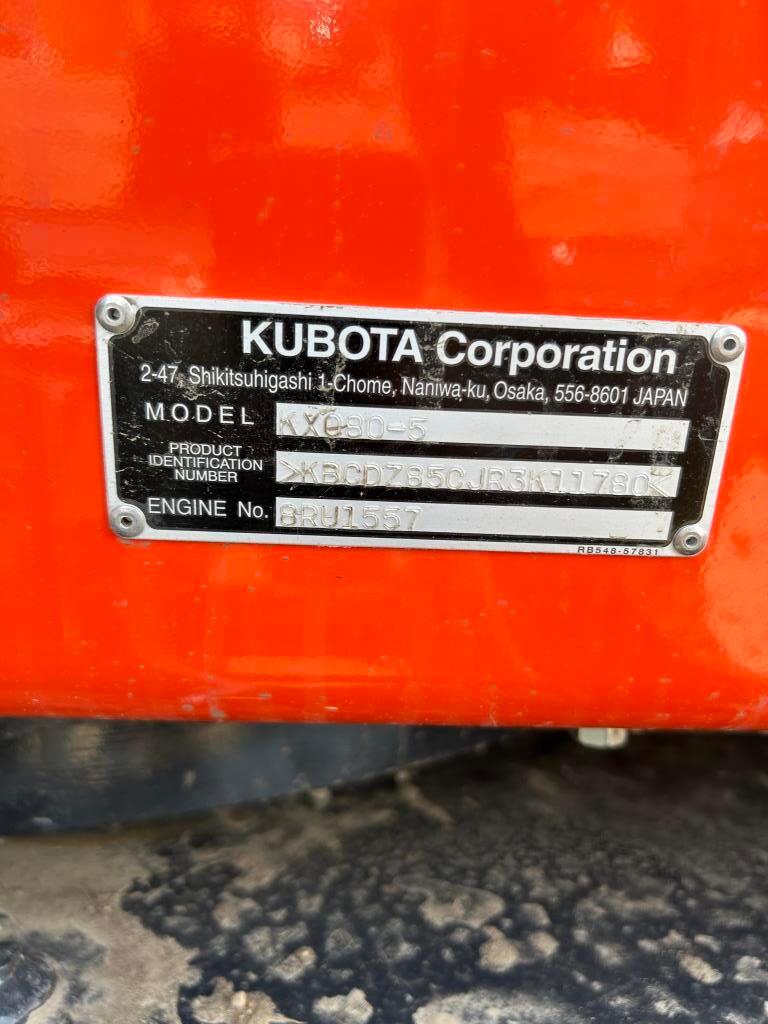 KUBOTA Corporation
2-47, Shikitsuhigashi 1-Chome, Naniwa-ku, Osaka, 556-8601 JAPAN
MODEL KX080-5
PRODUCT IDENTIFICATION NUMBER >KBCDZ85CJR3K11780<
ENGINE No. 8RU1557
RB548-57831